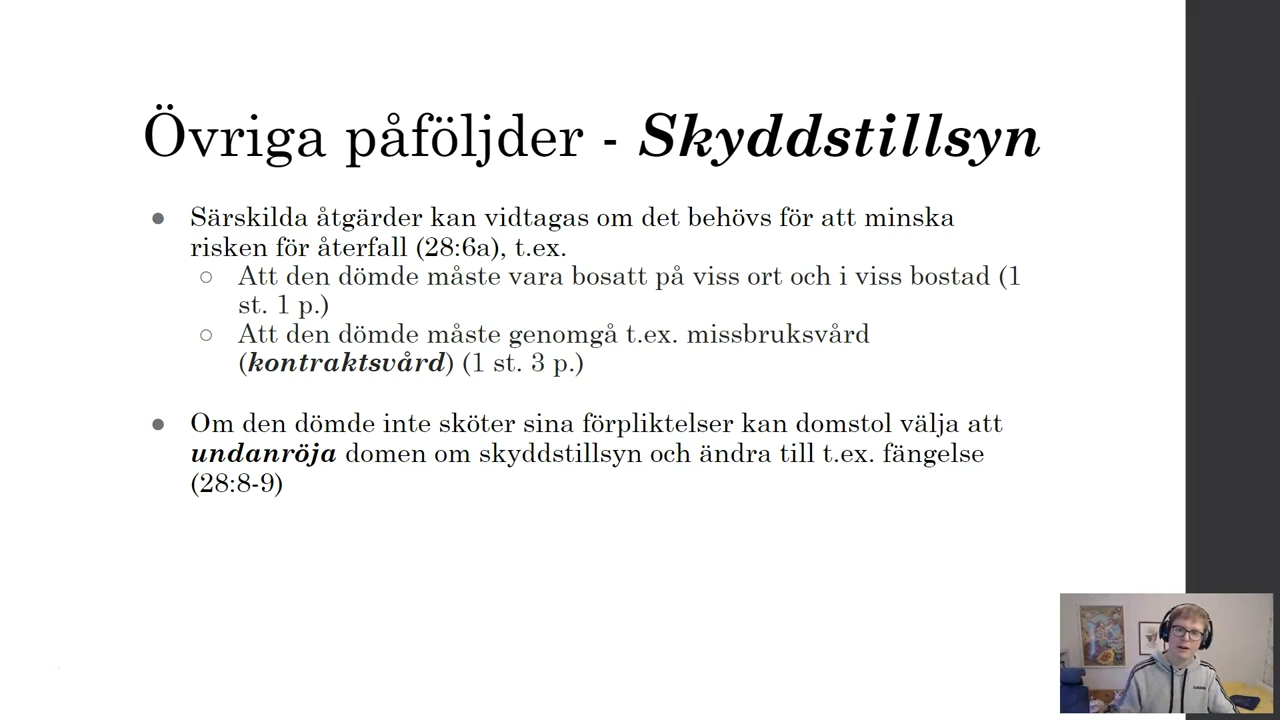 Övriga påföljder - Skyddstillsyn
● Särskilda åtgärder kan vidtagas om det behövs för att minska
risken för återfall (28:6a), t.ex.
○ Att den dömde måste vara bosatt på viss ort och i viss bostad (1
st. 1 p.)
○ Att den dömde måste genomgå t.ex. missbruksvård
(kontraktsvård) (1 st. 3 p.)
● Om den dömde inte sköter sina förpliktelser kan domstol välja att
undanröja domen om skyddstillsyn och ändra till t.ex. fängelse
(28:8-9)